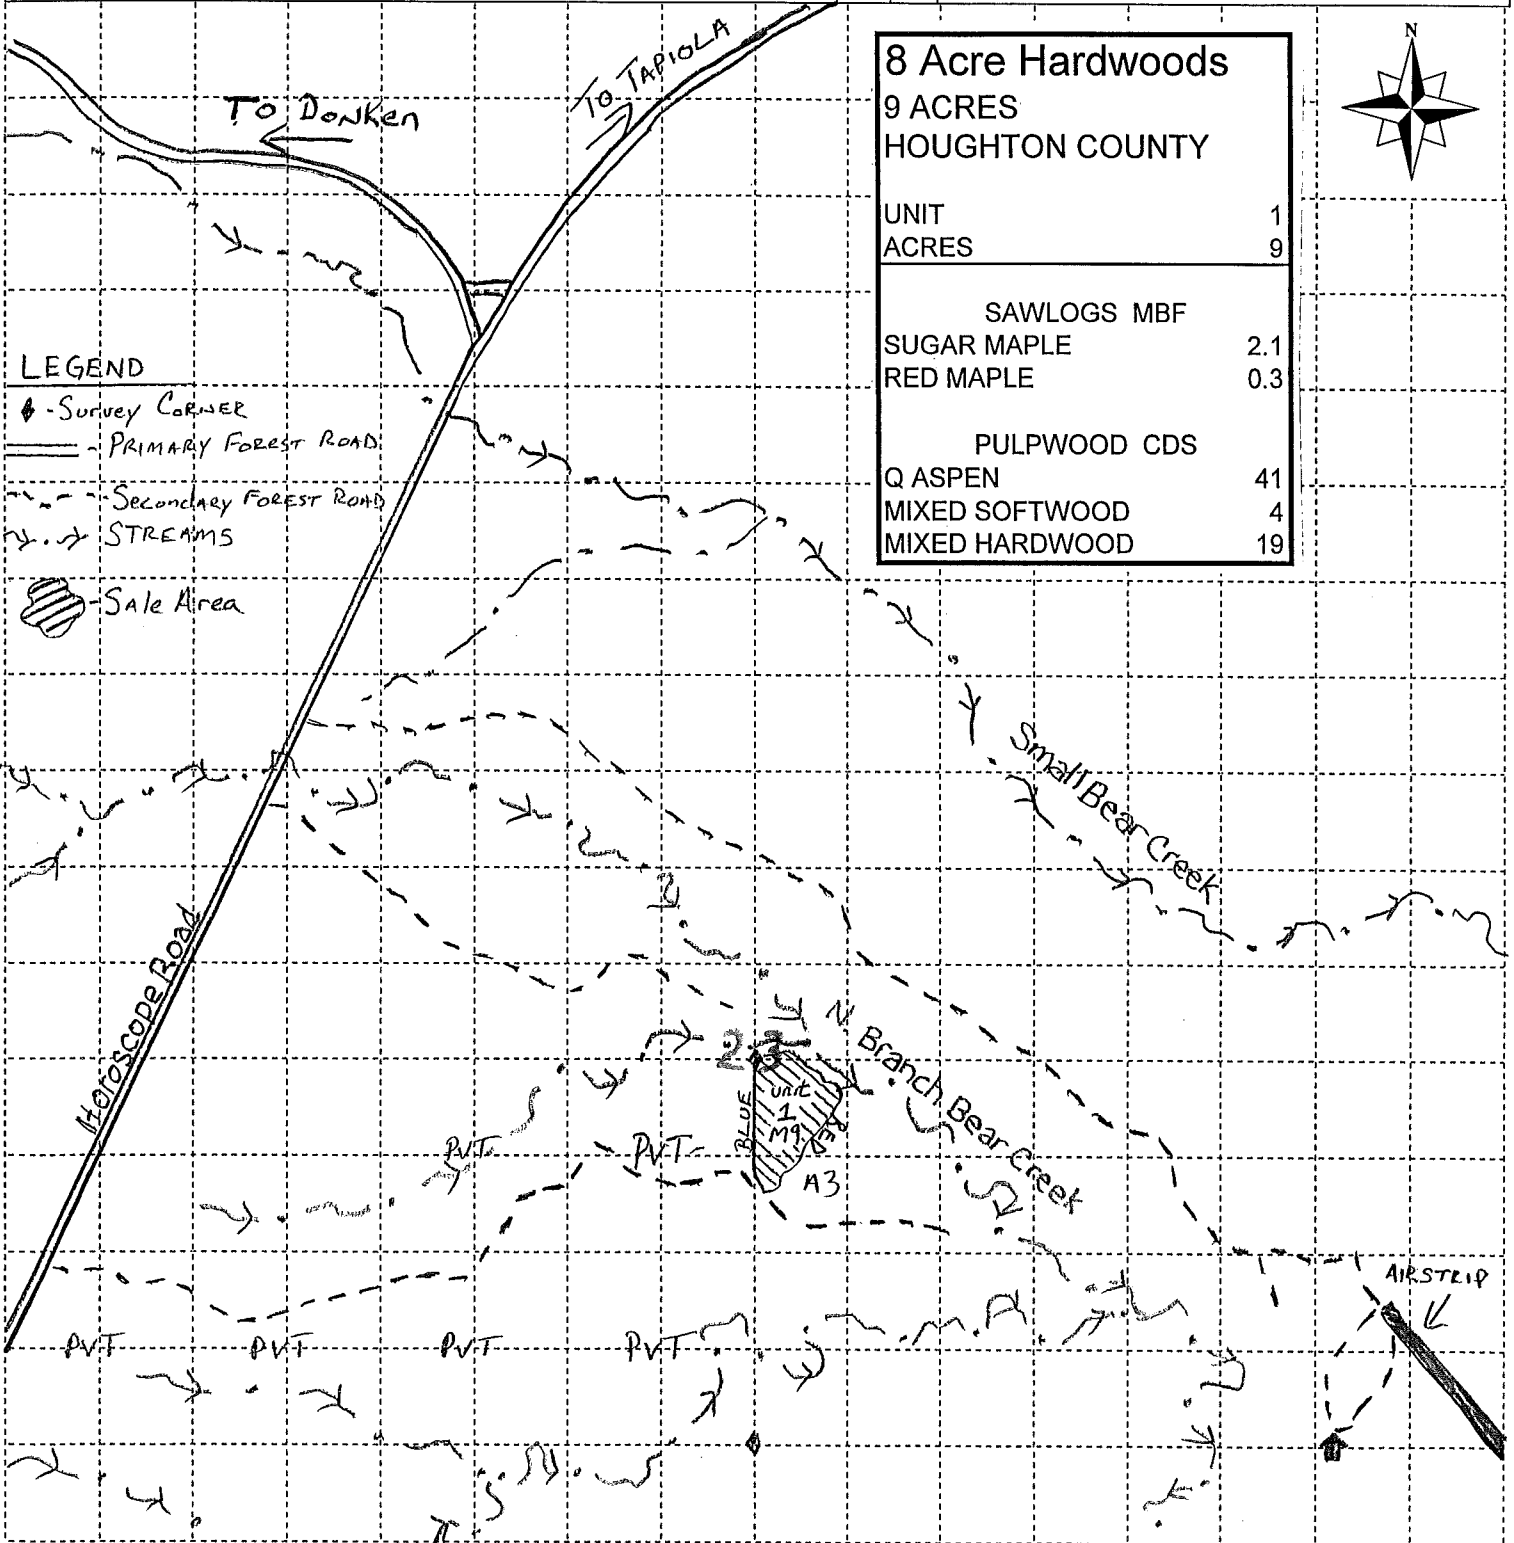 To Tapiola
To Donken
N
8 Acre Hardwoods
9 ACRES
HOUGHTON COUNTY
UNIT 1
ACRES 9
SAWLOGS MBF
SUGAR MAPLE 2.1
RED MAPLE 0.3
PULPWOOD CDS
Q ASPEN 41
MIXED SOFTWOOD 4
MIXED HARDWOOD 19
LEGEND
- Survey CORNER
- PRIMARY FOREST ROAD
- Secondary FOREST ROAD
STREAMS
- Sale Area
Small Bear Creek
Horoscope Road
N. Branch Bear Creek
2 3
BLUE
unit
1
M9
RED
A3
PVT
PVT
AIRSTRIP
PVT
PVT
PVT
PVT